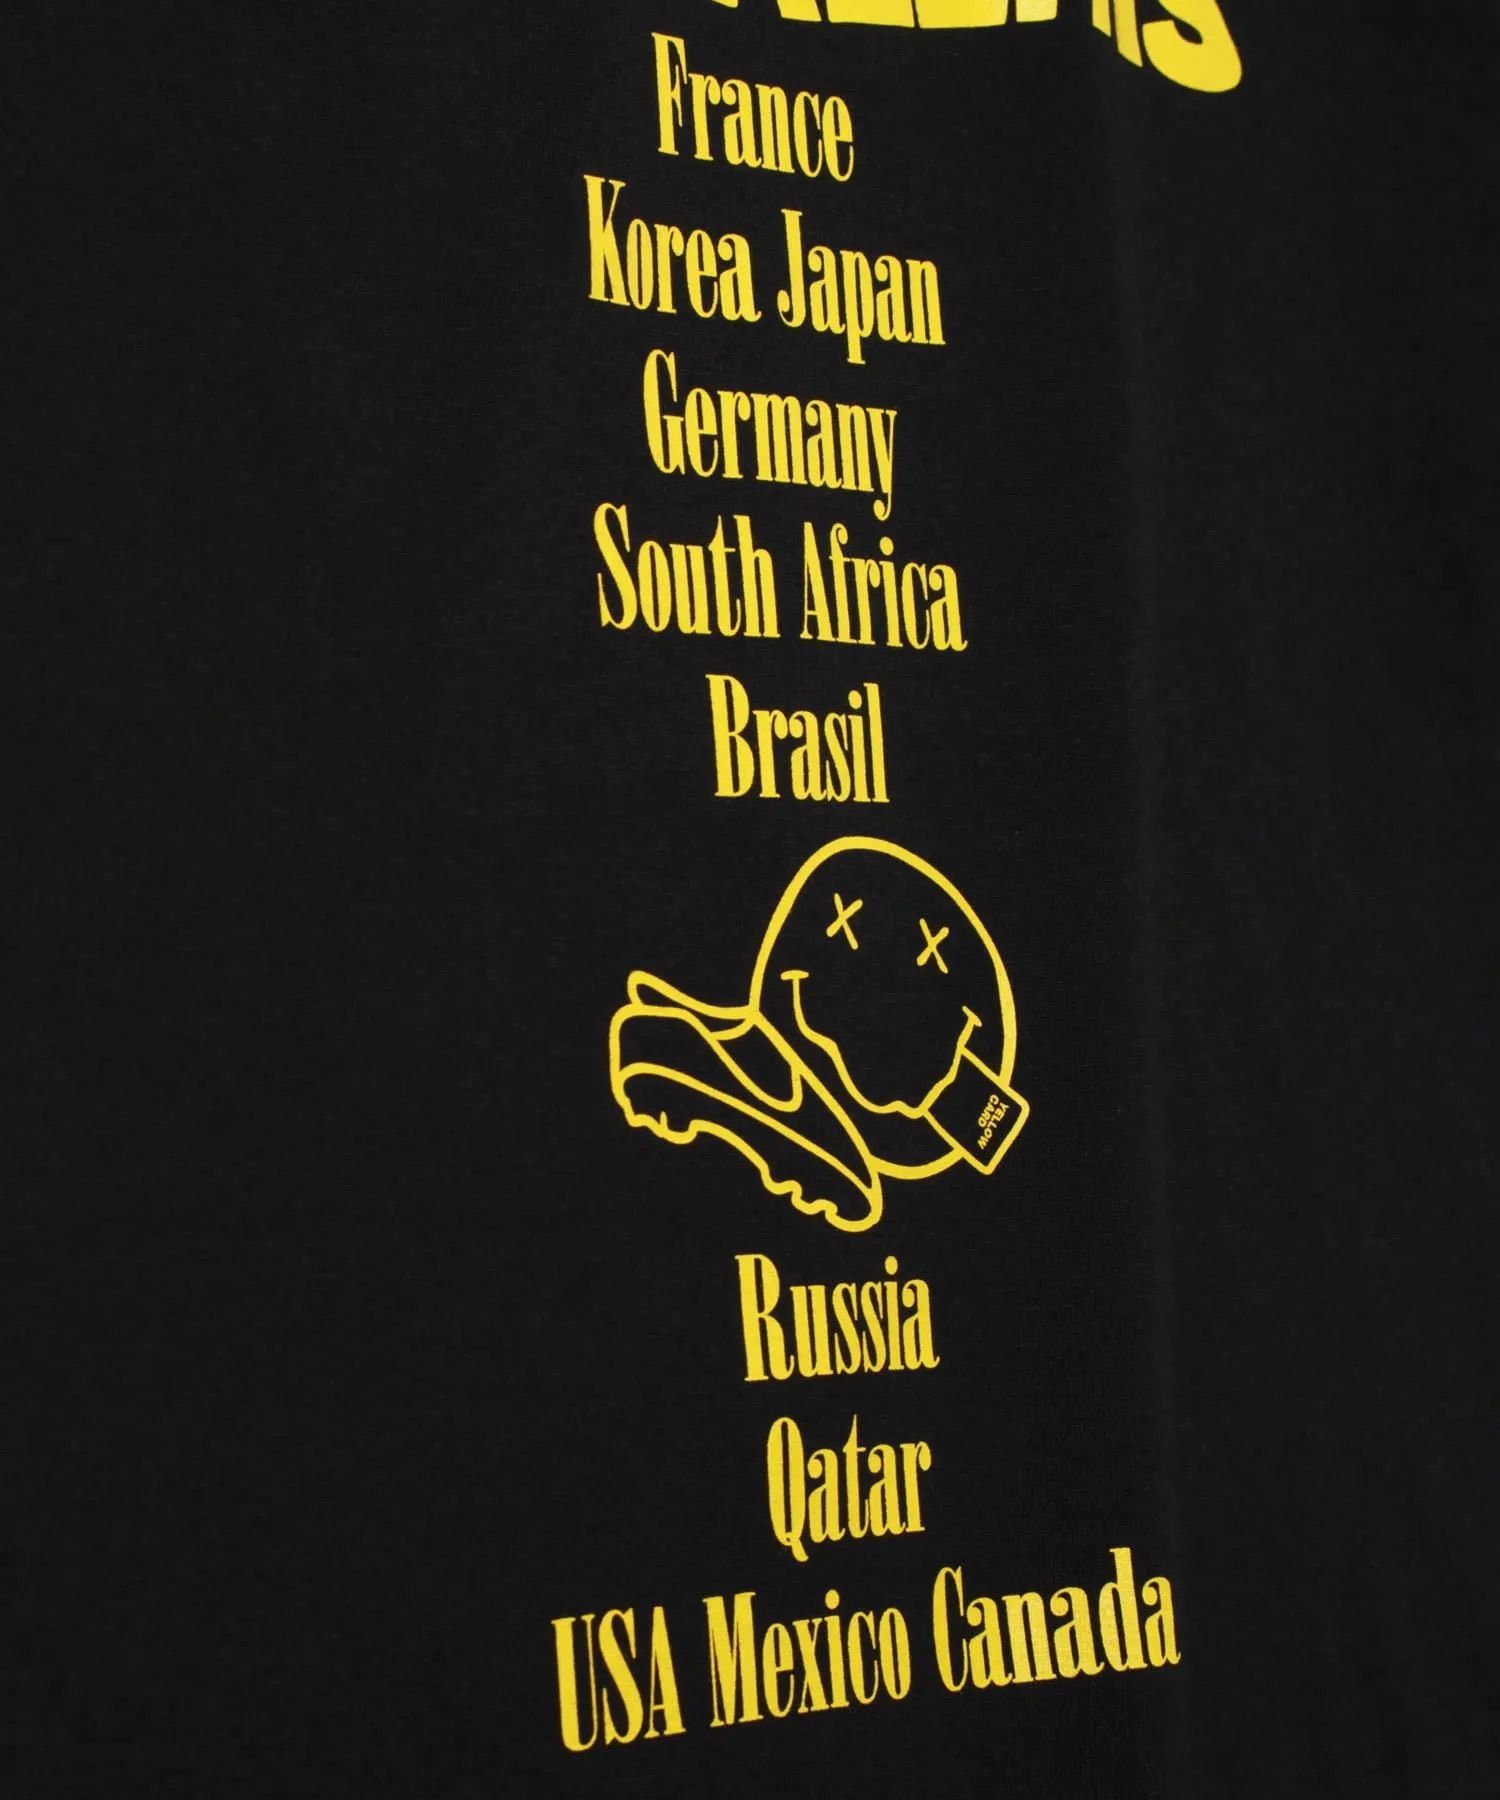 France
Korea Japan
Germany
South Africa
Brasil
YELLOW
CARD
Russia
Qatar
USA Mexico Canada